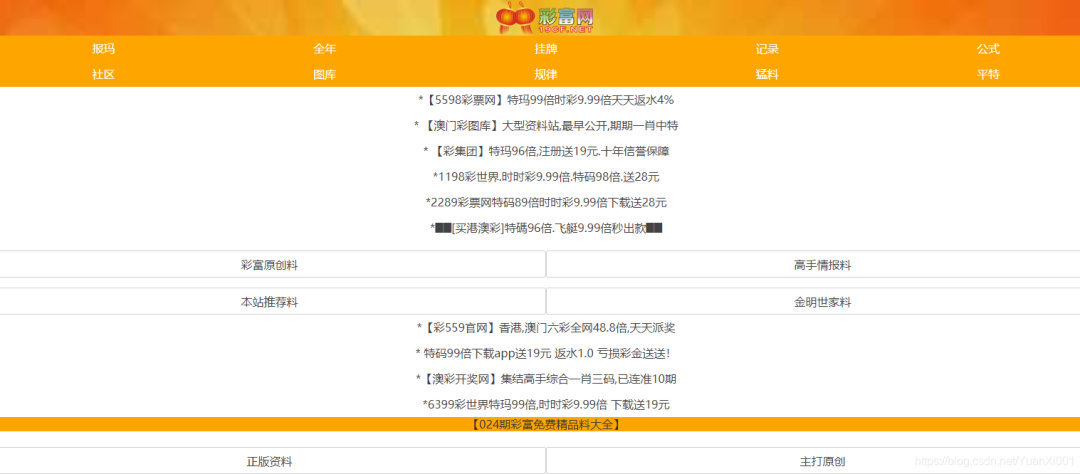 彩富网
19CF.NET
报玛 全年 挂牌 记录 公式
社区 图库 规律 猛料 平特
*【5598彩票网】特玛99倍时彩9.99倍天天返水4%
* 【澳门彩图库】大型资料站,最早公开,期期一肖中特
* 【彩集团】特玛96倍,注册送19元.十年信誉保障
*1198彩世界.时时彩9.99倍.特码98倍.送28元
*2289彩票网特码89倍时时彩9.99倍下载送28元
*██[买港澳彩]特碼96倍.飞艇9.99倍秒出款██
彩富原创料 高手情报料
本站推荐料 金明世家料
*【彩559官网】香港,澳门六彩全网48.8倍,天天派奖
* 特码99倍下载app送19元 返水1.0 亏损彩金送送！
*【澳彩开奖网】集结高手综合一肖三码,已连准10期
*6399彩世界特玛99倍,时时彩9.99倍 下载送19元
【024期彩富免费精品料大全】
正版资料 主打原创